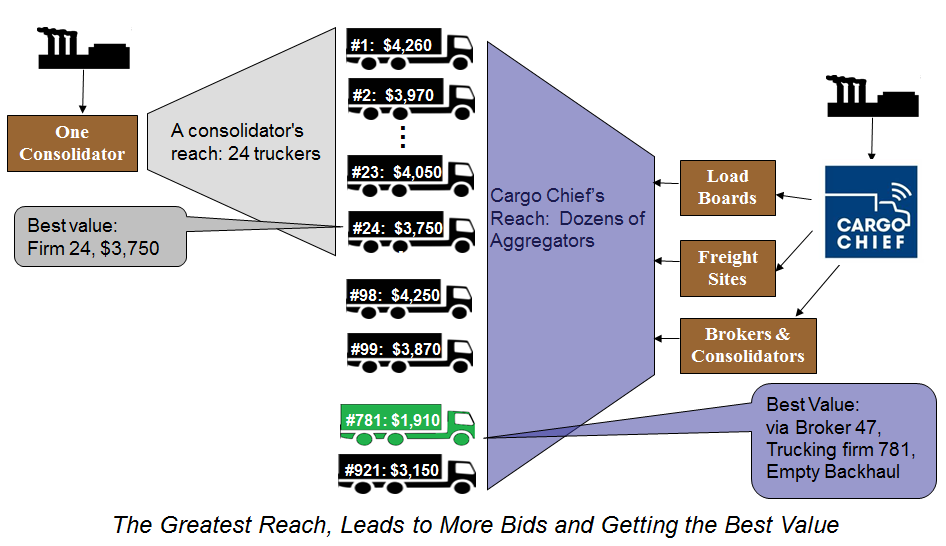 One
Consolidator
A consolidator's
reach: 24 truckers
Best value:
Firm 24, $3,750
#1: $4,260
#2: $3,970
#23: $4,050
#24: $3,750
#98: $4,250
#99: $3,870
#781: $1,910
#921: $3,150
Cargo Chief's
Reach: Dozens of
Aggregators
Load
Boards
Freight
Sites
Brokers &
Consolidators
CARGO
CHIEF
Best Value:
via Broker 47,
Trucking firm 781,
Empty Backhaul
The Greatest Reach, Leads to More Bids and Getting the Best Value